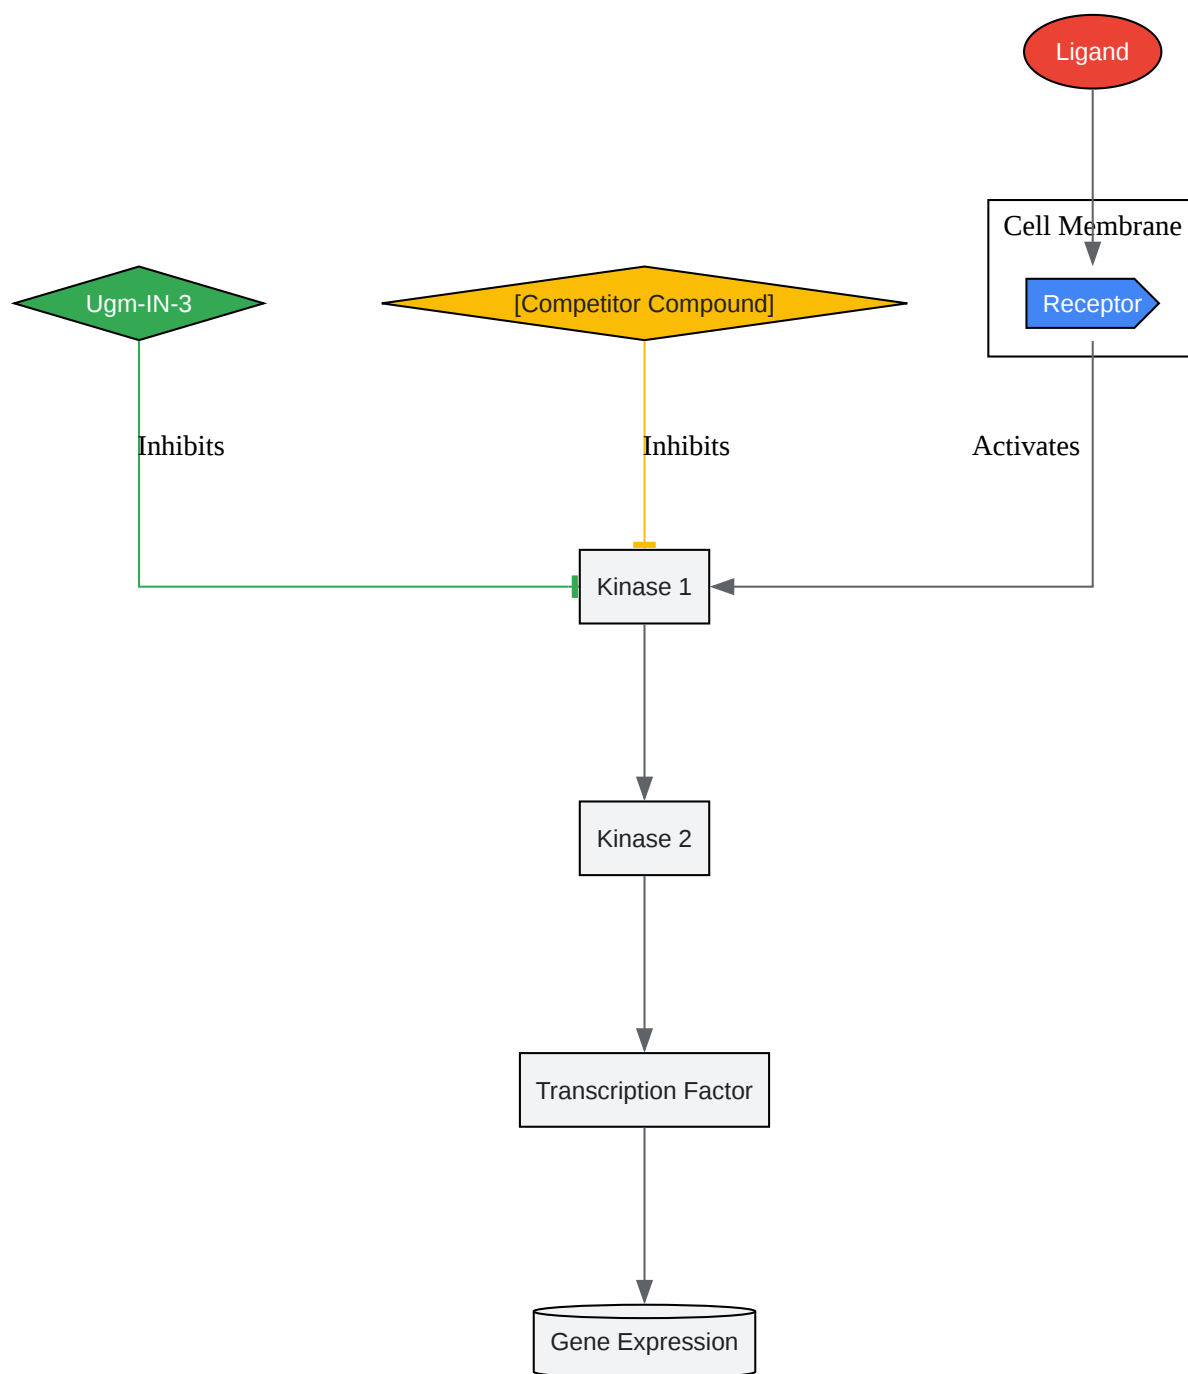 Ligand
Cell Membrane
Ugm-IN-3
[Competitor Compound]
Receptor
Inhibits
Inhibits
Activates
Kinase 1
Kinase 2
Transcription Factor
Gene Expression